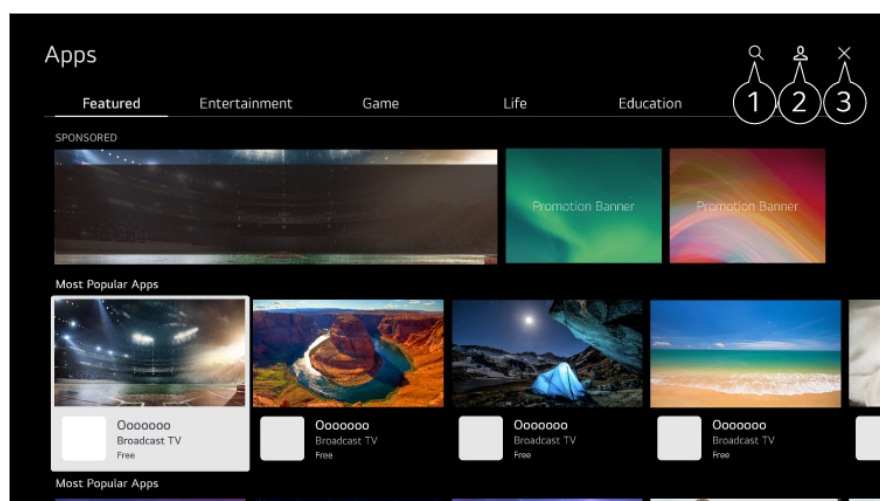 Apps
1 2 3
Featured Entertainment Game Life Education
SPONSORED
Promotion Banner Promotion Banner
Most Popular Apps
Ooooooo Ooooooo Ooooooo Ooooooo
Broadcast TV Broadcast TV Broadcast TV Broadcast TV
Free Free Free Free
Most Popular Apps